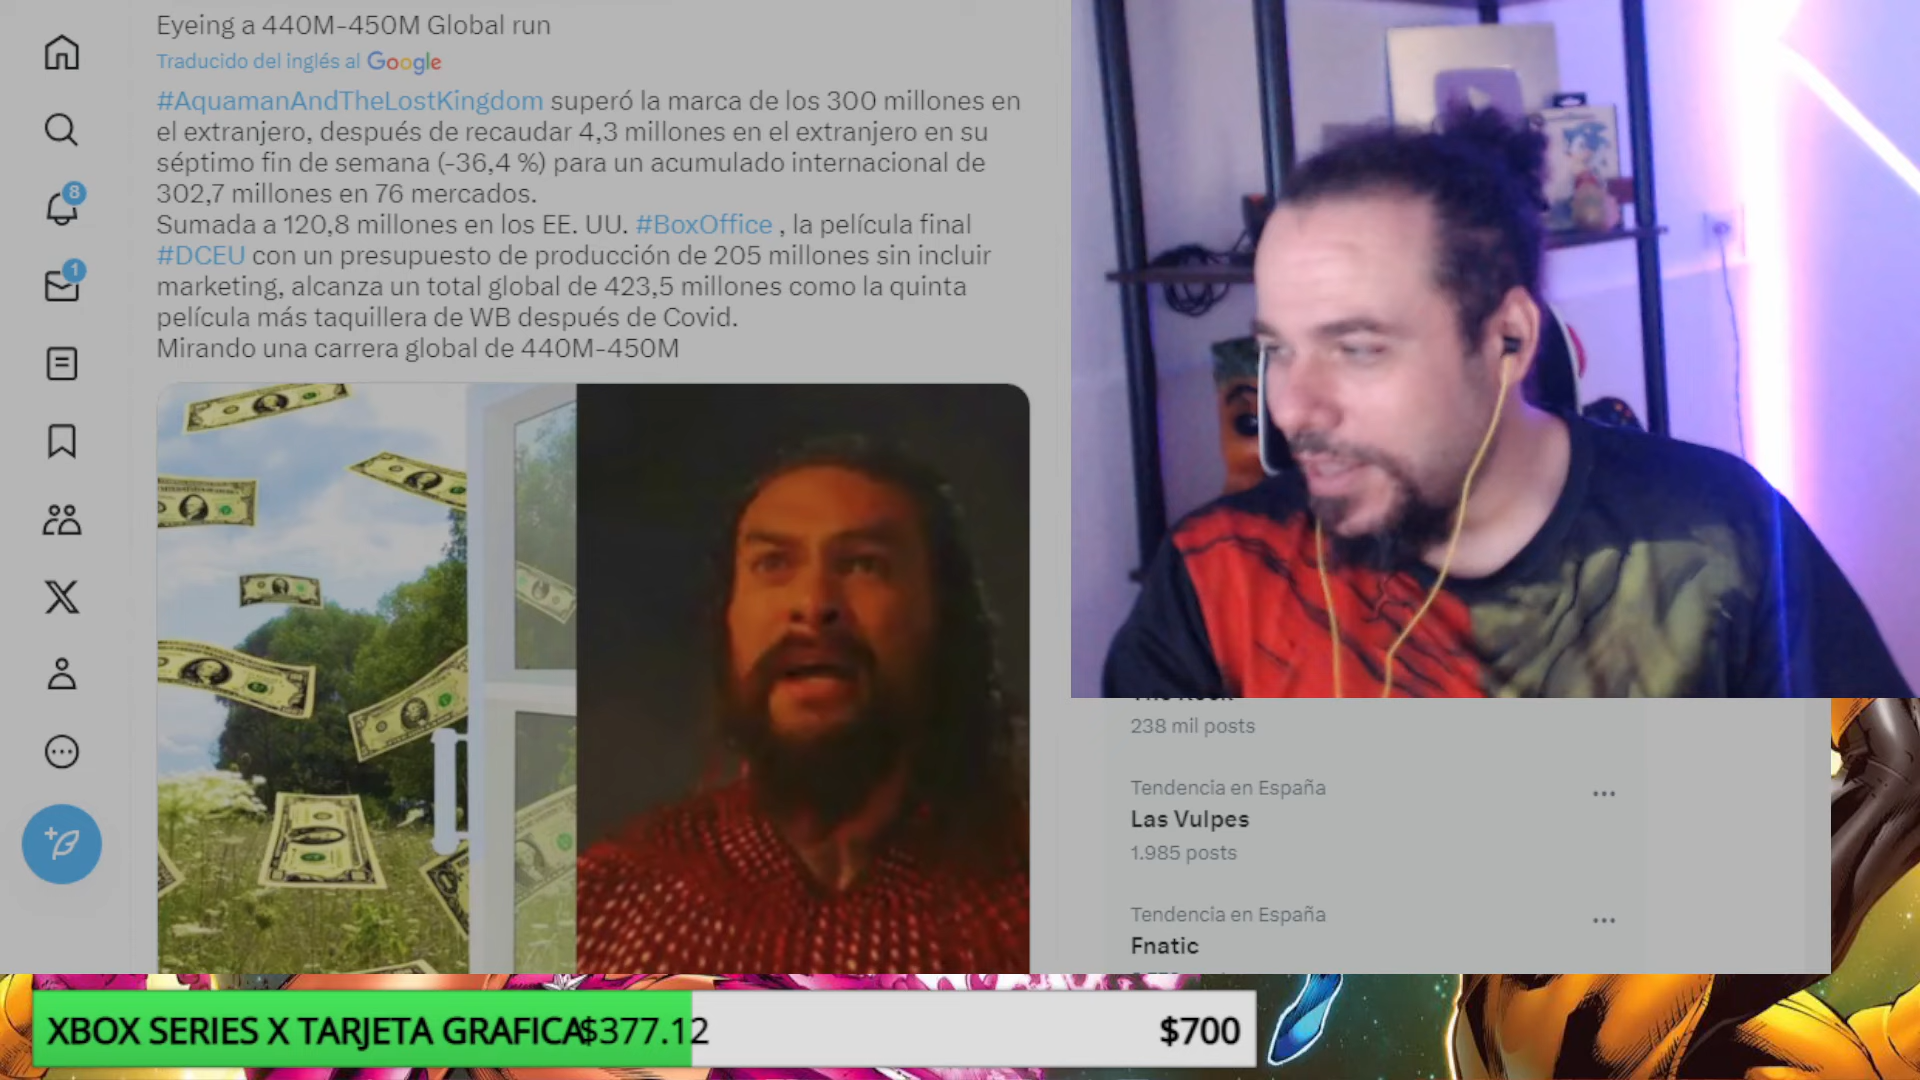 Eyeing a 440M-450M Global run
Traducido del inglés al Google
#AquamanAndTheLostKingdom superó la marca de los 300 millones en
el extranjero, después de recaudar 4,3 millones en el extranjero en su
séptimo fin de semana (-36,4 %) para un acumulado internacional de
302,7 millones en 76 mercados.
Sumada a 120,8 millones en los EE. UU. #BoxOffice , la película final
#DCEU con un presupuesto de producción de 205 millones sin incluir
marketing, alcanza un total global de 423,5 millones como la quinta
película más taquillera de WB después de Covid.
Mirando una carrera global de 440M-450M
8
1
238 mil posts
Tendencia en España
Las Vulpes
1.985 posts
Tendencia en España
Fnatic
XBOX SERIES X TARJETA GRAFICA $377.12 $700